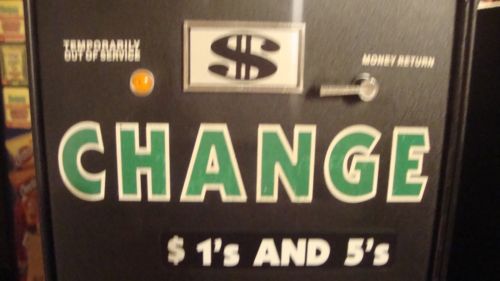 TEMPORARILY
OUT OF SERVICE
$
MONEY RETURN
CHANGE
$ 1's AND 5's